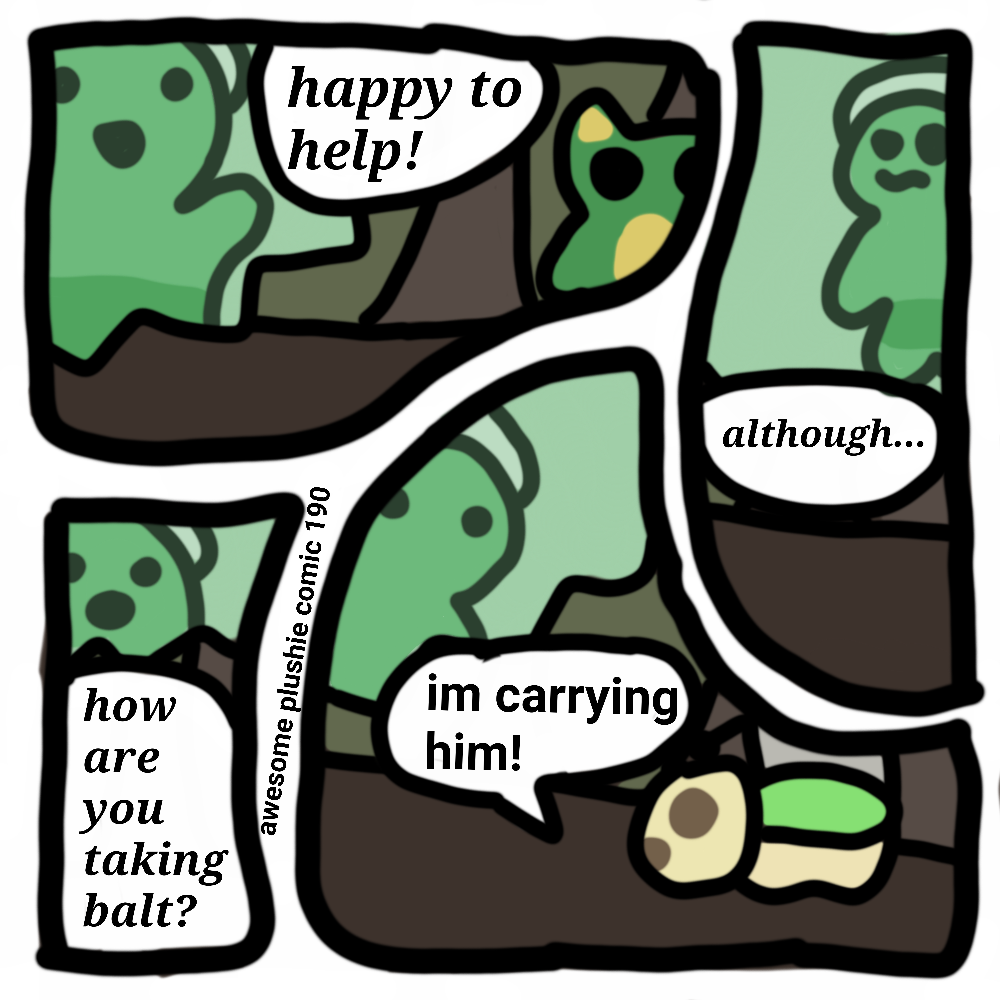 happy to
help!
although...
how
are
you
taking
balt?
awesome plushie comic 190
im carrying
him!